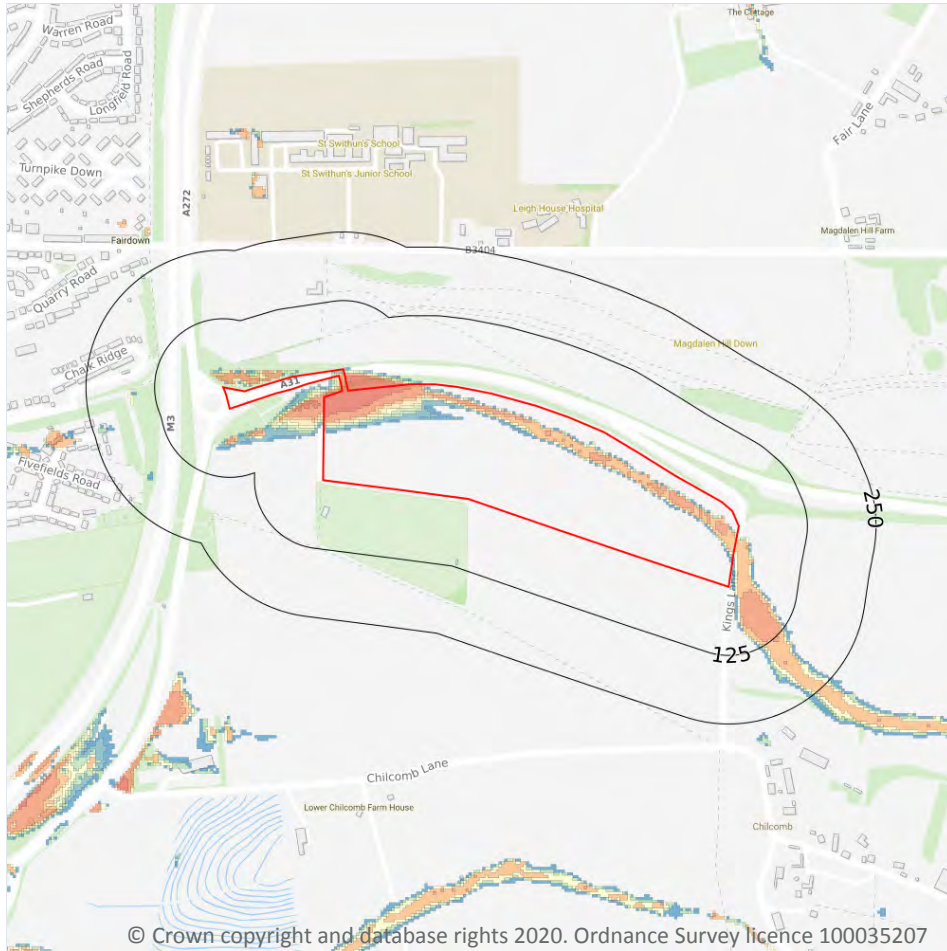 The Cottage
Warren Road
Shepherds Road
Longfield Road
Fair Lane
St Swithun's School
Turnpike Down
St Swithun's Junior School
A272
Leigh House Hospital
Magdalen Hill Farm
Fairdown
B3404
Quarry Road
Magdalen Hill Down
Chalk Ridge
A31
M3
Fivefields Road
250
Kings La
125
Chilcomb Lane
Lower Chilcomb Farm House
Chilcomb
© Crown copyright and database rights 2020. Ordnance Survey licence 100035207